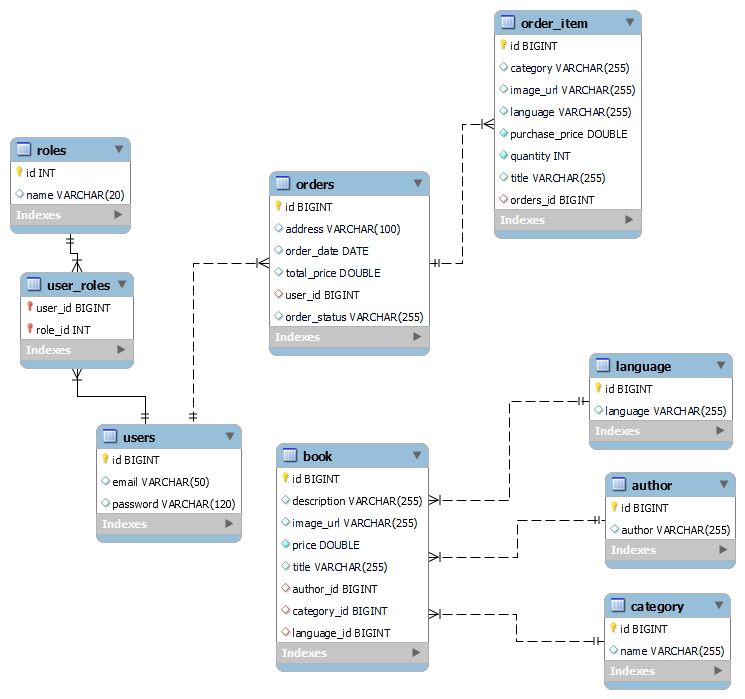 order_item
id BIGINT
category VARCHAR(255)
image_url VARCHAR(255)
language VARCHAR(255)
purchase_price DOUBLE
quantity INT
title VARCHAR(255)
orders_id BIGINT
Indexes
roles
id INT
name VARCHAR(20)
Indexes
orders
id BIGINT
address VARCHAR(100)
order_date DATE
total_price DOUBLE
user_id BIGINT
order_status VARCHAR(255)
Indexes
user_roles
user_id BIGINT
role_id INT
Indexes
users
id BIGINT
email VARCHAR(50)
password VARCHAR(120)
Indexes
book
id BIGINT
description VARCHAR(255)
image_url VARCHAR(255)
price DOUBLE
title VARCHAR(255)
author_id BIGINT
category_id BIGINT
language_id BIGINT
Indexes
language
id BIGINT
language VARCHAR(255)
Indexes
author
id BIGINT
author VARCHAR(255)
Indexes
category
id BIGINT
name VARCHAR(255)
Indexes